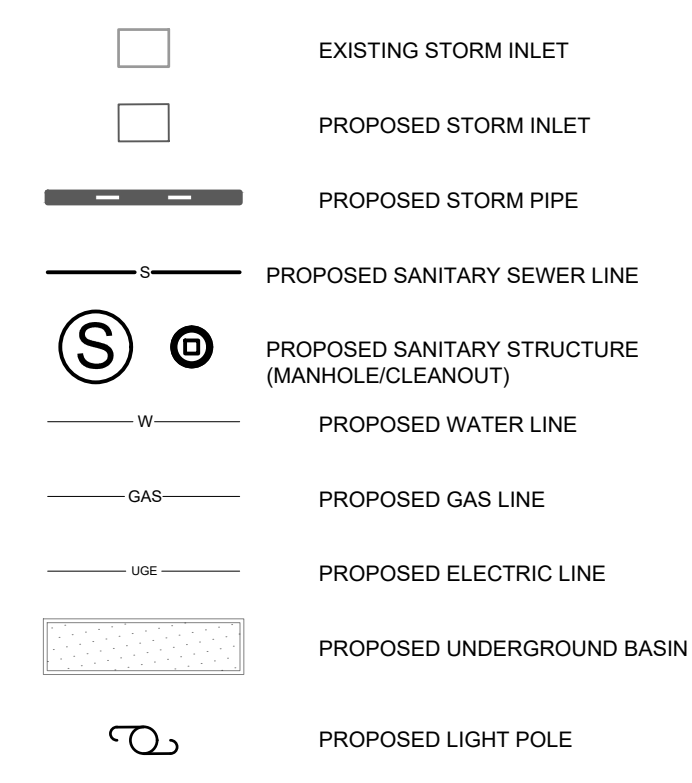 EXISTING STORM INLET
PROPOSED STORM INLET
PROPOSED STORM PIPE
S
PROPOSED SANITARY SEWER LINE
S
PROPOSED SANITARY STRUCTURE
(MANHOLE/CLEANOUT)
W
PROPOSED WATER LINE
GAS
PROPOSED GAS LINE
UGE
PROPOSED ELECTRIC LINE
PROPOSED UNDERGROUND BASIN
PROPOSED LIGHT POLE